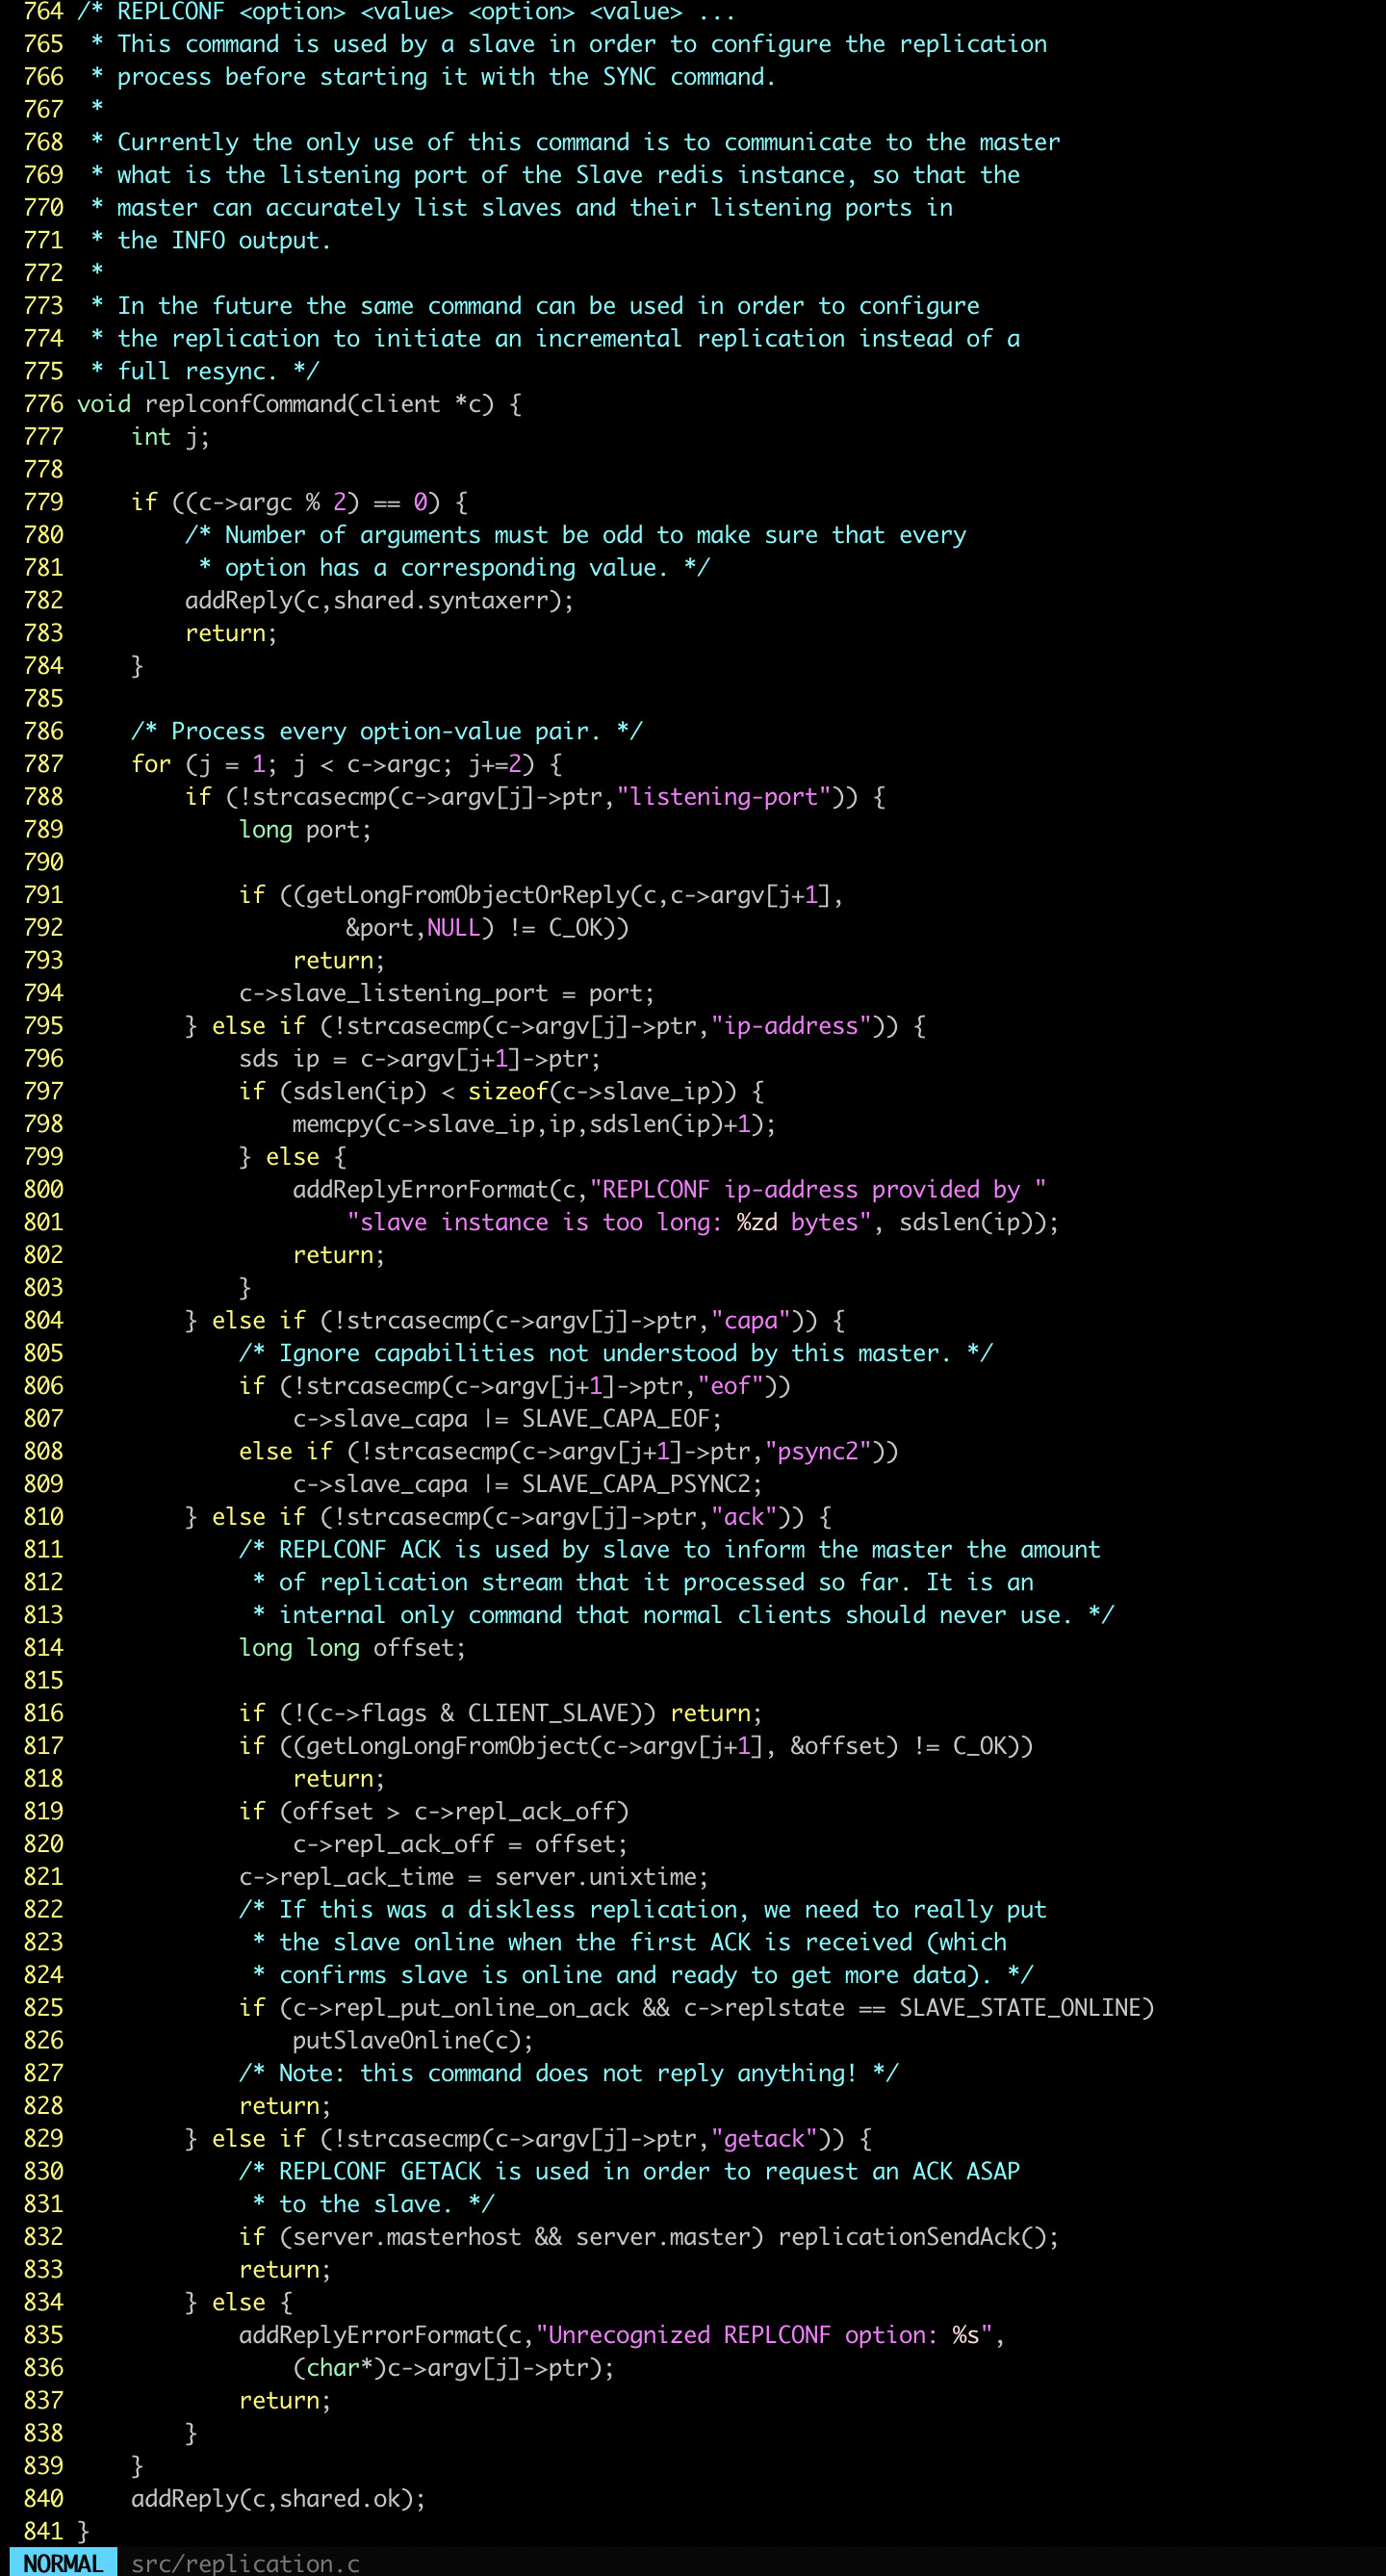 764 /* REPLCONF <option> <value> <option> <value> ...
765  * This command is used by a slave in order to configure the replication
766  * process before starting it with the SYNC command.
767  *
768  * Currently the only use of this command is to communicate to the master
769  * what is the listening port of the Slave redis instance, so that the
770  * master can accurately list slaves and their listening ports in
771  * the INFO output.
772  *
773  * In the future the same command can be used in order to configure
774  * the replication to initiate an incremental replication instead of a
775  * full resync. */
776 void replconfCommand(client *c) {
777     int j;
778
779     if ((c->argc % 2) == 0) {
780         /* Number of arguments must be odd to make sure that every
781          * option has a corresponding value. */
782         addReply(c,shared.syntaxerr);
783         return;
784     }
785
786     /* Process every option-value pair. */
787     for (j = 1; j < c->argc; j+=2) {
788         if (!strcasecmp(c->argv[j]->ptr,"listening-port")) {
789             long port;
790
791             if ((getLongFromObjectOrReply(c,c->argv[j+1],
792                     &port,NULL) != C_OK))
793                 return;
794             c->slave_listening_port = port;
795         } else if (!strcasecmp(c->argv[j]->ptr,"ip-address")) {
796             sds ip = c->argv[j+1]->ptr;
797             if (sdslen(ip) < sizeof(c->slave_ip)) {
798                 memcpy(c->slave_ip,ip,sdslen(ip)+1);
799             } else {
800                 addReplyErrorFormat(c,"REPLCONF ip-address provided by "
801                     "slave instance is too long: %zd bytes", sdslen(ip));
802                 return;
803             }
804         } else if (!strcasecmp(c->argv[j]->ptr,"capa")) {
805             /* Ignore capabilities not understood by this master. */
806             if (!strcasecmp(c->argv[j+1]->ptr,"eof"))
807                 c->slave_capa |= SLAVE_CAPA_EOF;
808             else if (!strcasecmp(c->argv[j+1]->ptr,"psync2"))
809                 c->slave_capa |= SLAVE_CAPA_PSYNC2;
810         } else if (!strcasecmp(c->argv[j]->ptr,"ack")) {
811             /* REPLCONF ACK is used by slave to inform the master the amount
812              * of replication stream that it processed so far. It is an
813              * internal only command that normal clients should never use. */
814             long long offset;
815
816             if (!(c->flags & CLIENT_SLAVE)) return;
817             if ((getLongLongFromObject(c->argv[j+1], &offset) != C_OK))
818                 return;
819             if (offset > c->repl_ack_off)
820                 c->repl_ack_off = offset;
821             c->repl_ack_time = server.unixtime;
822             /* If this was a diskless replication, we need to really put
823              * the slave online when the first ACK is received (which
824              * confirms slave is online and ready to get more data). */
825             if (c->repl_put_online_on_ack && c->replstate == SLAVE_STATE_ONLINE)
826                 putSlaveOnline(c);
827             /* Note: this command does not reply anything! */
828             return;
829         } else if (!strcasecmp(c->argv[j]->ptr,"getack")) {
830             /* REPLCONF GETACK is used in order to request an ACK ASAP
831              * to the slave. */
832             if (server.masterhost && server.master) replicationSendAck();
833             return;
834         } else {
835             addReplyErrorFormat(c,"Unrecognized REPLCONF option: %s",
836                 (char*)c->argv[j]->ptr);
837             return;
838         }
839     }
840     addReply(c,shared.ok);
841 }
NORMAL  src/replication.c